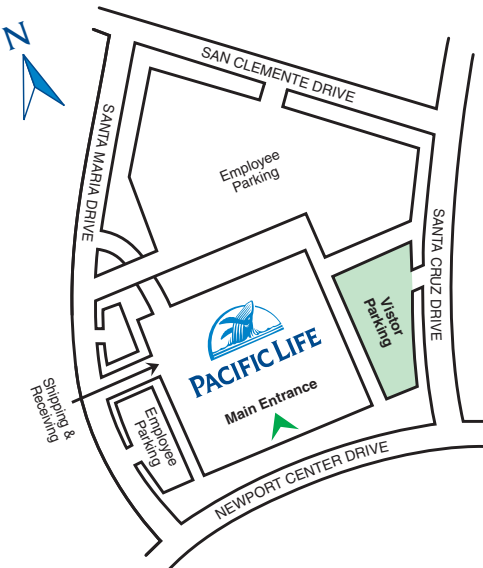 N
SAN CLEMENTE DRIVE
SANTA MARIA DRIVE
Employee
Parking
SANTA CRUZ DRIVE
Vistor
Parking
PACIFIC LIFE
Main Entrance
Shipping &
Receiving
Employee
Parking
NEWPORT CENTER DRIVE